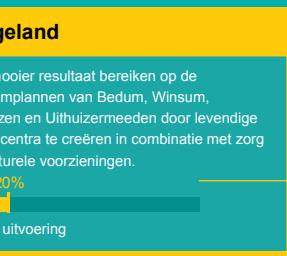 geland
ooier resultaat bereiken op de
mplannen van Bedum, Winsum,
zen en Uithuizermeeden door levendige
centra te creëren in combinatie met zorg
turele voorzieningen.
20%
uitvoering